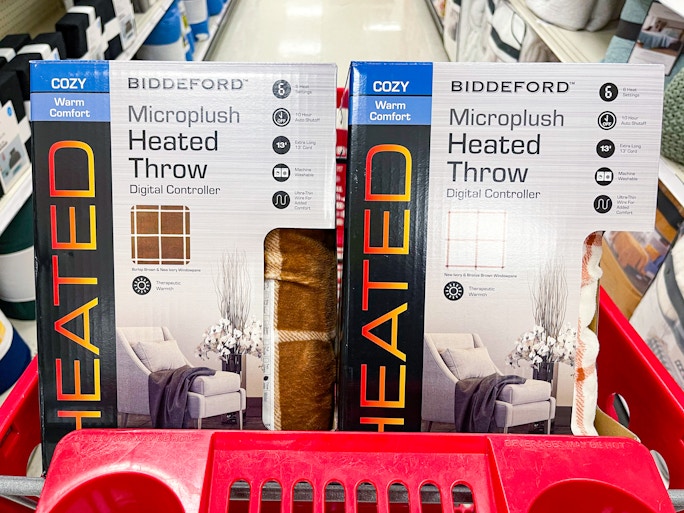 COZY
Warm
Comfort
HEATED
BIDDEFORD™
Microplush
Heated
Throw
Digital Controller
6 Heat
Settings
10 Hour
Auto Shutoff
13'
Extra Long
13' Cord
Machine
Washable
Ultra-Thin
Wire For
Added
Comfort
Therapeutic
Warmth
COZY
Warm
Comfort
HEATED
BIDDEFORD™
Microplush
Heated
Throw
Digital Controller
6 Heat
Settings
10 Hour
Auto Shutoff
13'
Extra Long
13' Cord
Machine
Washable
Ultra-Thin
Wire For
Added
Comfort
Therapeutic
Warmth